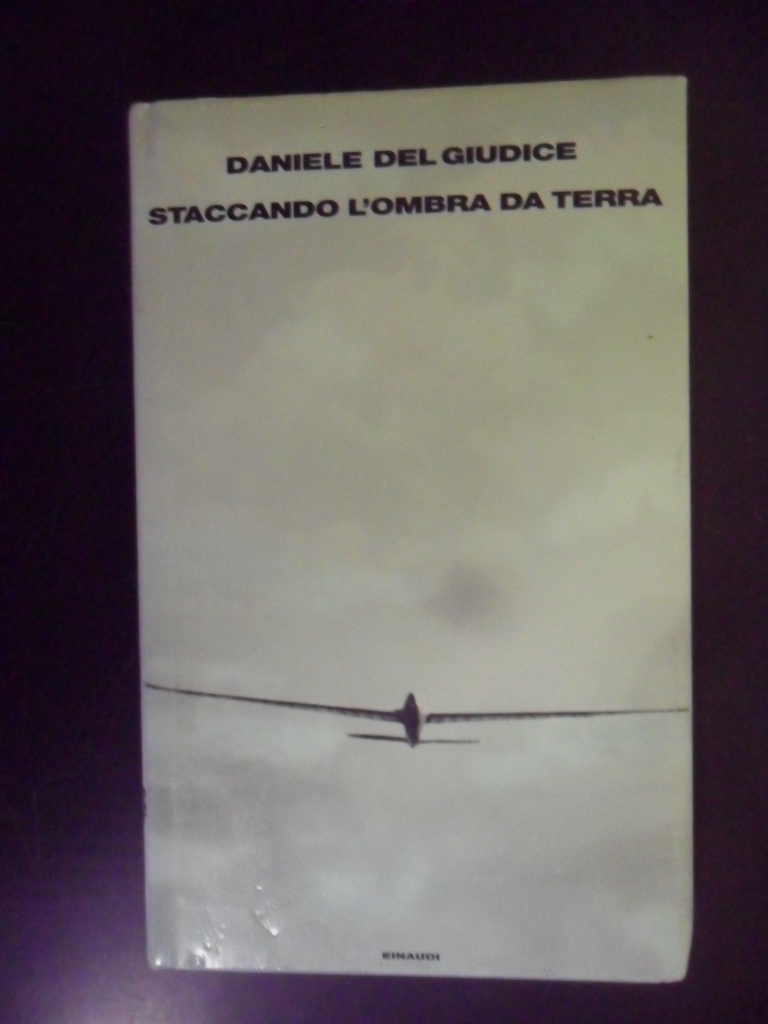 DANIELE DEL GIUDICE
STACCANDO L'OMBRA DA TERRA
EINAUDI